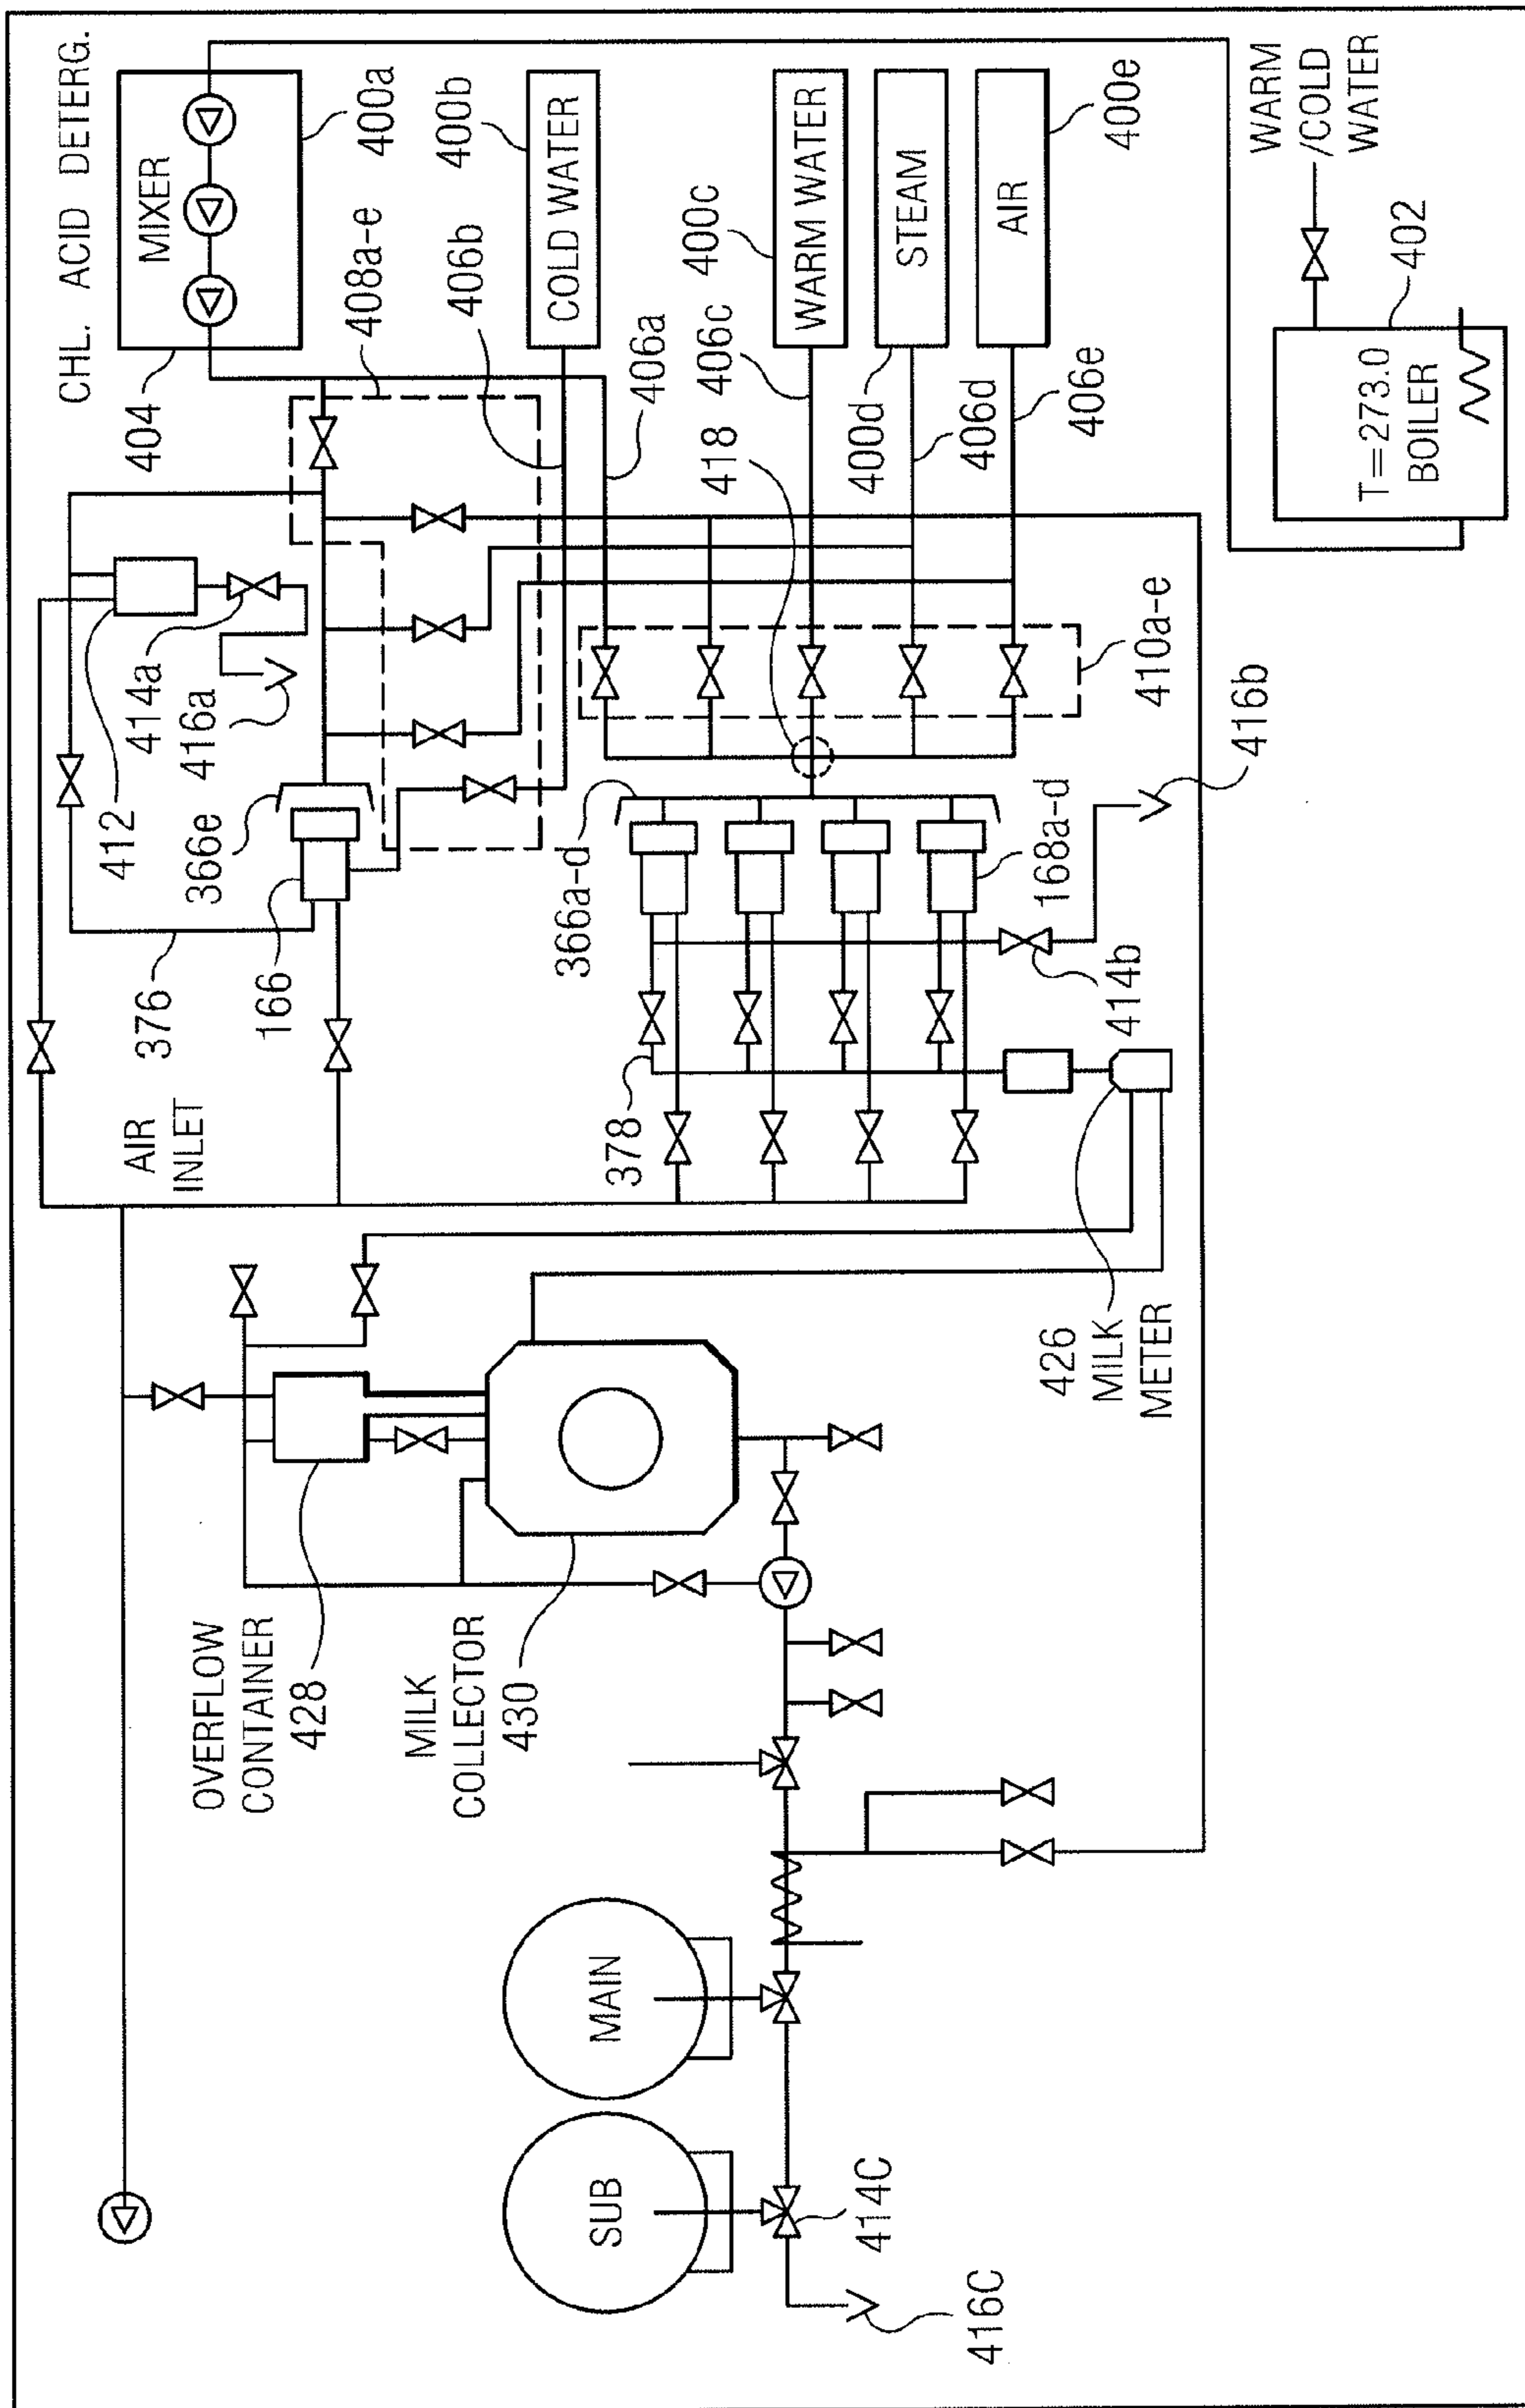 CHL. ACID DETERG.
404
MIXER
400a
408a-e
406b
400b
COLD WATER
406a
412
414a
416a
366e
376
166
AIR
INLET
418
406c
400c
WARM WATER
400d
STEAM
406d
406e
AIR
400e
410a-e
366a-d
168a-d
416b
414b
378
WARM
/COLD
WATER
402
T=273.0
BOILER
OVERFLOW
CONTAINER
428
MILK
COLLECTOR
430
426
MILK
METER
MAIN
SUB
414C
416C